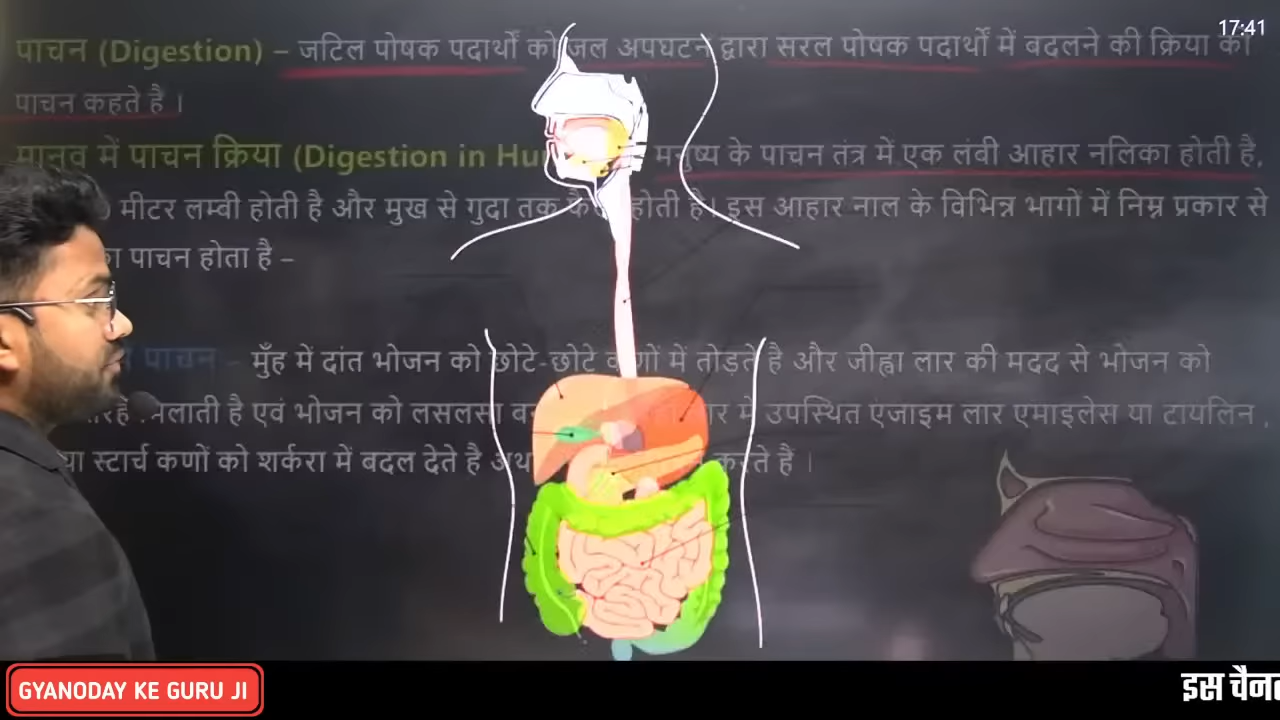 17:41
पाचन (Digestion) – जटिल पोषक पदार्थों को जल अपघटन द्वारा सरल पोषक पदार्थों में बदलने की क्रिया को
पाचन कहते है ।
मानव में पाचन क्रिया (Digestion in Hu मनुष्य के पाचन तंत्र में एक लंवी आहार नलिका होती है,
मीटर लम्वी होती है और मुख से गुदा तक होती है। इस आहार नाल के विभिन्न भागों में निम्न प्रकार से
पाचन होता है –
पाचन – मुँह में दांत भोजन को छोटे-छोटे में तोड़ते है और जीह्वा लार की मदद से भोजन को
मिलाती है एवं भोजन को लसलसा में उपस्थित एंजाइम लार एमाइलेस या टायलिन ,
स्टार्च कणों को शर्करा में बदल देते है करते है ।
GYANODAY KE GURU JI
इस